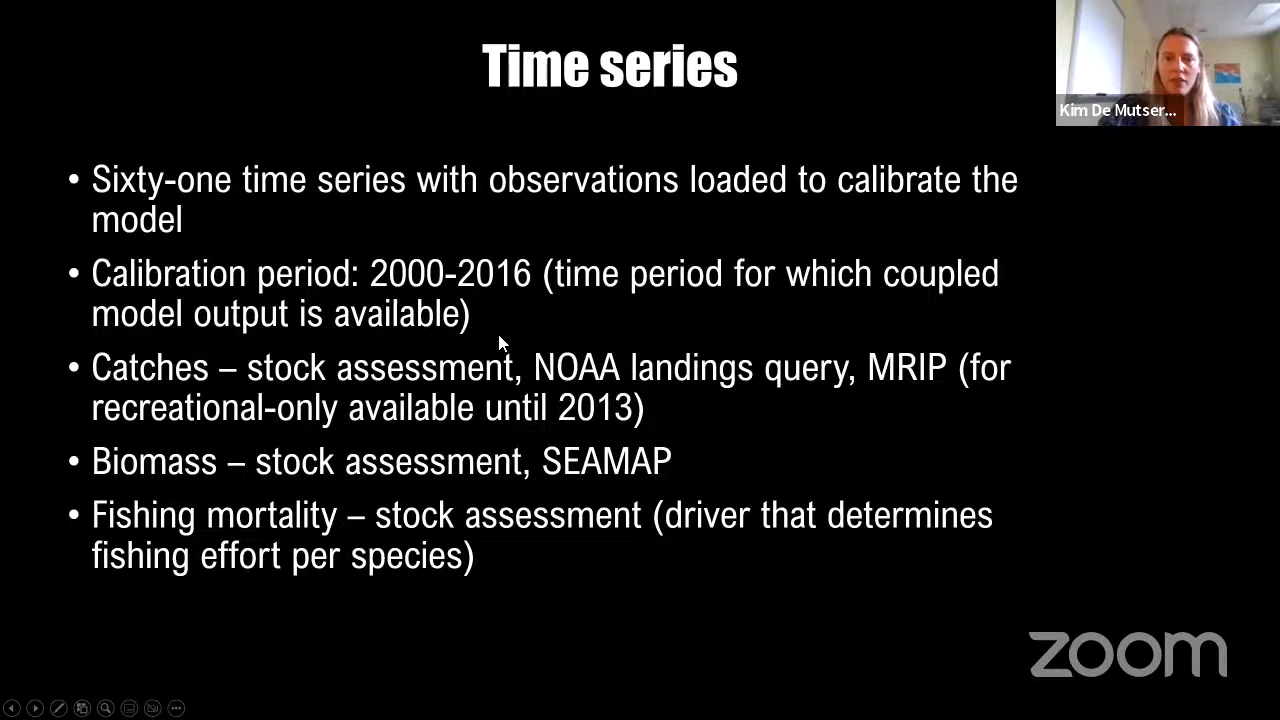 Time series
Kim De Mutser...
• Sixty-one time series with observations loaded to calibrate the
model
• Calibration period: 2000-2016 (time period for which coupled
model output is available)
• Catches – stock assessment, NOAA landings query, MRIP (for
recreational-only available until 2013)
• Biomass – stock assessment, SEAMAP
• Fishing mortality – stock assessment (driver that determines
fishing effort per species)
zoom